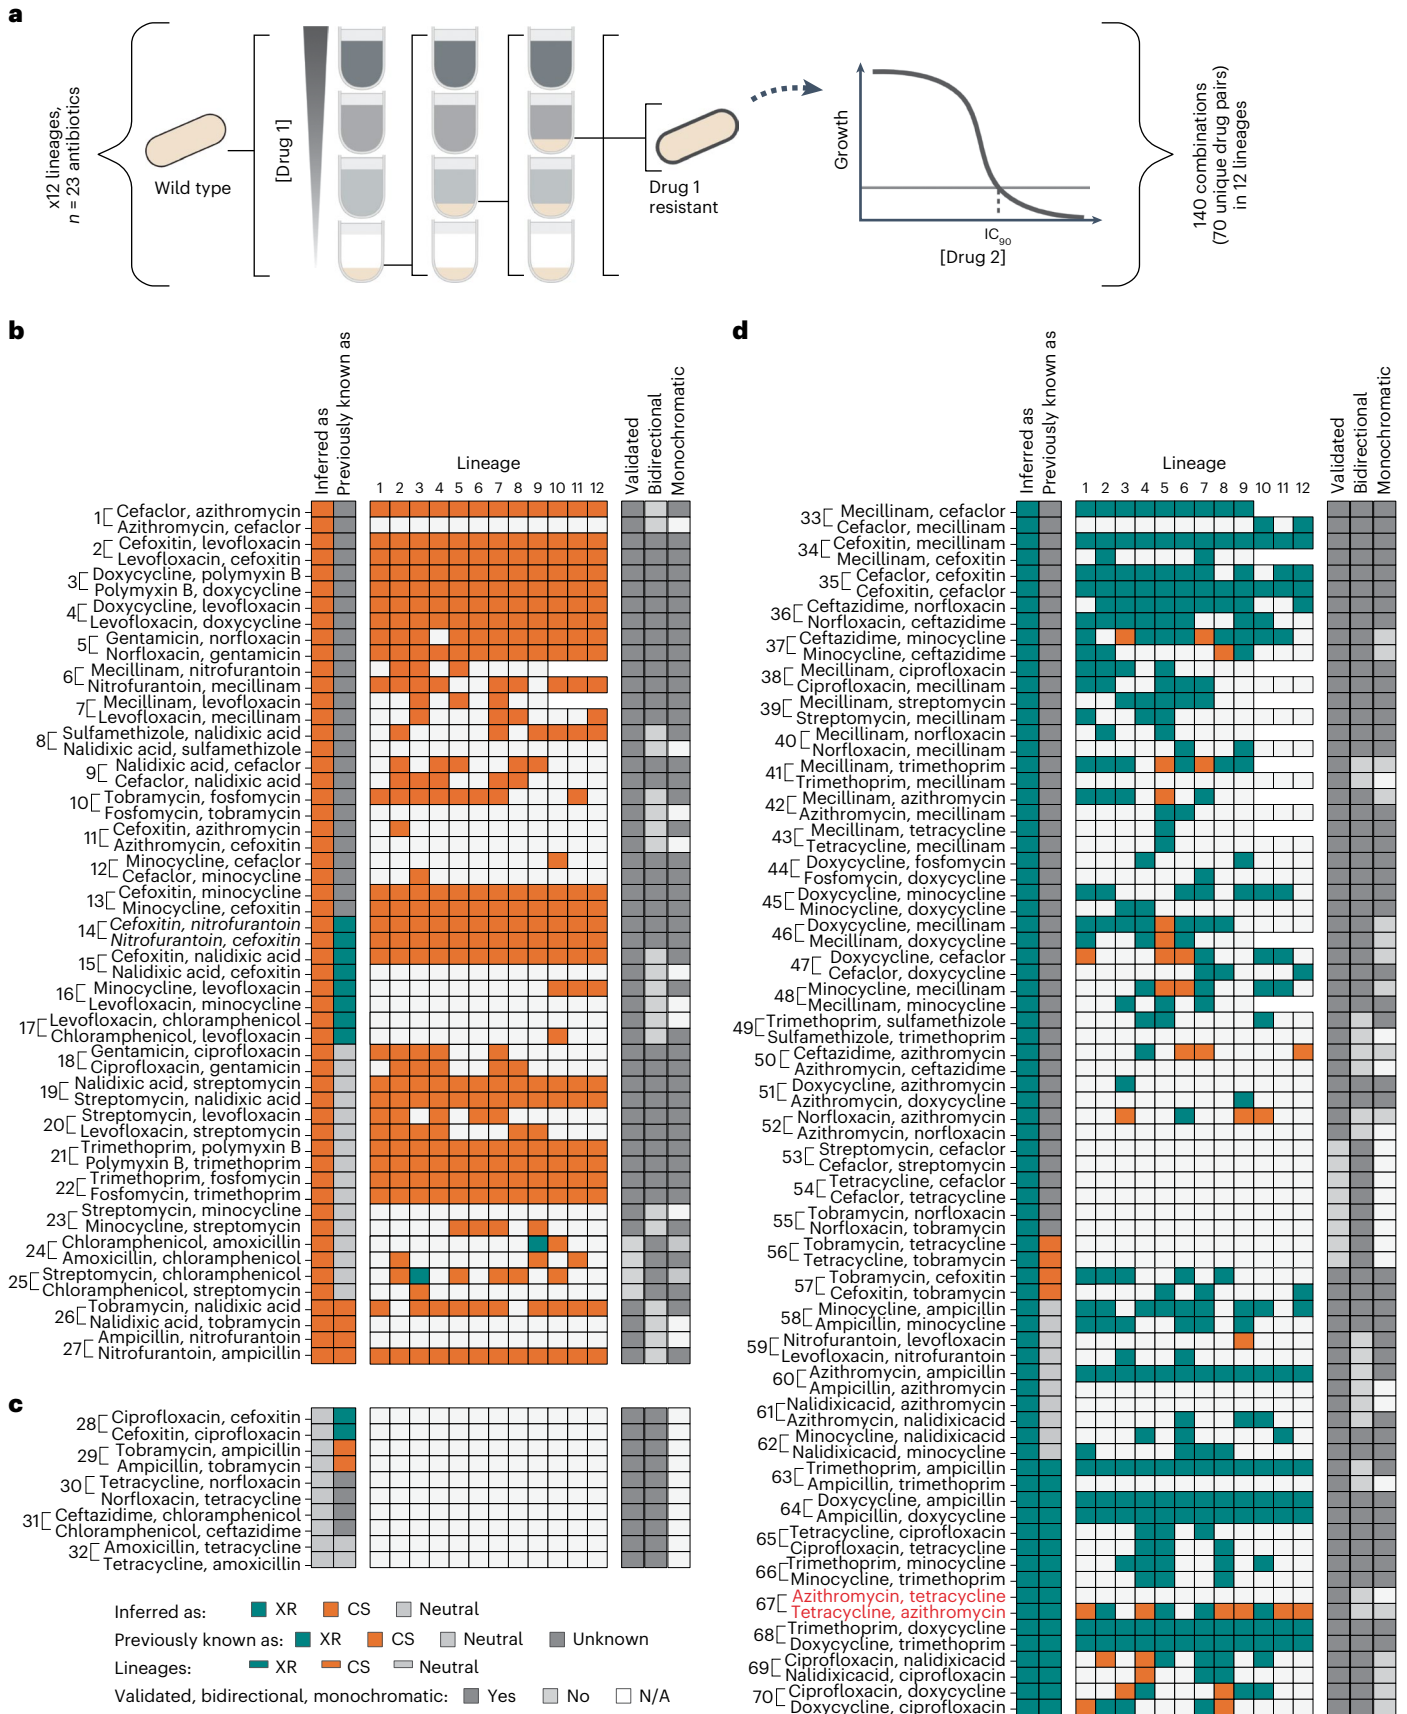 a
x12 lineages,
n = 23 antibiotics
Wild type
[Drug 1]
Drug 1
resistant
Growth
IC90
[Drug 2]
140 combinations
(70 unique drug pairs)
in 12 lineages
b
Inferred as
Previously known as
Lineage
1 2 3 4 5 6 7 8 9 10 11 12
Validated
Bidirectional
Monochromatic
1
Cefaclor, azithromycin
Azithromycin, cefaclor
2
Cefoxitin, levofloxacin
Levofloxacin, cefoxitin
3
Doxycycline, polymyxin B
Polymyxin B, doxycycline
4
Doxycycline, levofloxacin
Levofloxacin, doxycycline
5
Gentamicin, norfloxacin
Norfloxacin, gentamicin
6
Mecillinam, nitrofurantoin
Nitrofurantoin, mecillinam
7
Mecillinam, levofloxacin
Levofloxacin, mecillinam
8
Sulfamethizole, nalidixic acid
Nalidixic acid, sulfamethizole
9
Nalidixic acid, cefaclor
Cefaclor, nalidixic acid
10
Tobramycin, fosfomycin
Fosfomycin, tobramycin
11
Cefoxitin, azithromycin
Azithromycin, cefoxitin
12
Minocycline, cefaclor
Cefaclor, minocycline
13
Cefoxitin, minocycline
Minocycline, cefoxitin
14
Cefoxitin, nitrofurantoin
Nitrofurantoin, cefoxitin
15
Cefoxitin, nalidixic acid
Nalidixic acid, cefoxitin
16
Minocycline, levofloxacin
Levofloxacin, minocycline
17
Levofloxacin, chloramphenicol
Chloramphenicol, levofloxacin
18
Gentamicin, ciprofloxacin
Ciprofloxacin, gentamicin
19
Nalidixic acid, streptomycin
Streptomycin, nalidixic acid
20
Streptomycin, levofloxacin
Levofloxacin, streptomycin
21
Trimethoprim, polymyxin B
Polymyxin B, trimethoprim
22
Trimethoprim, fosfomycin
Fosfomycin, trimethoprim
23
Streptomycin, minocycline
Minocycline, streptomycin
24
Chloramphenicol, amoxicillin
Amoxicillin, chloramphenicol
25
Streptomycin, chloramphenicol
Chloramphenicol, streptomycin
26
Tobramycin, nalidixic acid
Nalidixic acid, tobramycin
27
Ampicillin, nitrofurantoin
Nitrofurantoin, ampicillin
c
28
Ciprofloxacin, cefoxitin
Cefoxitin, ciprofloxacin
29
Tobramycin, ampicillin
Ampicillin, tobramycin
30
Tetracycline, norfloxacin
Norfloxacin, tetracycline
31
Ceftazidime, chloramphenicol
Chloramphenicol, ceftazidime
32
Amoxicillin, tetracycline
Tetracycline, amoxicillin
Inferred as: XR CS Neutral
Previously known as: XR CS Neutral Unknown
Lineages: XR CS Neutral
Validated, bidirectional, monochromatic: Yes No N/A
d
Inferred as
Previously known as
Lineage
1 2 3 4 5 6 7 8 9 10 11 12
Validated
Bidirectional
Monochromatic
33
Mecillinam, cefaclor
Cefaclor, mecillinam
34
Cefoxitin, mecillinam
Mecillinam, cefoxitin
35
Cefaclor, cefoxitin
Cefoxitin, cefaclor
36
Ceftazidime, norfloxacin
Norfloxacin, ceftazidime
37
Ceftazidime, minocycline
Minocycline, ceftazidime
38
Mecillinam, ciprofloxacin
Ciprofloxacin, mecillinam
39
Mecillinam, streptomycin
Streptomycin, mecillinam
40
Mecillinam, norfloxacin
Norfloxacin, mecillinam
41
Mecillinam, trimethoprim
Trimethoprim, mecillinam
42
Mecillinam, azithromycin
Azithromycin, mecillinam
43
Mecillinam, tetracycline
Tetracycline, mecillinam
44
Doxycycline, fosfomycin
Fosfomycin, doxycycline
45
Doxycycline, minocycline
Minocycline, doxycycline
46
Doxycycline, mecillinam
Mecillinam, doxycycline
47
Doxycycline, cefaclor
Cefaclor, doxycycline
48
Minocycline, mecillinam
Mecillinam, minocycline
49
Trimethoprim, sulfamethizole
Sulfamethizole, trimethoprim
50
Ceftazidime, azithromycin
Azithromycin, ceftazidime
51
Doxycycline, azithromycin
Azithromycin, doxycycline
52
Norfloxacin, azithromycin
Azithromycin, norfloxacin
53
Streptomycin, cefaclor
Cefaclor, streptomycin
54
Tetracycline, cefaclor
Cefaclor, tetracycline
55
Tobramycin, norfloxacin
Norfloxacin, tobramycin
56
Tobramycin, tetracycline
Tetracycline, tobramycin
57
Tobramycin, cefoxitin
Cefoxitin, tobramycin
58
Minocycline, ampicillin
Ampicillin, minocycline
59
Nitrofurantoin, levofloxacin
Levofloxacin, nitrofurantoin
60
Azithromycin, ampicillin
Ampicillin, azithromycin
61
Nalidixicacid, azithromycin
Azithromycin, nalidixicacid
62
Minocycline, nalidixicacid
Nalidixicacid, minocycline
63
Trimethoprim, ampicillin
Ampicillin, trimethoprim
64
Doxycycline, ampicillin
Ampicillin, doxycycline
65
Tetracycline, ciprofloxacin
Ciprofloxacin, tetracycline
66
Trimethoprim, minocycline
Minocycline, trimethoprim
67
Azithromycin, tetracycline
Tetracycline, azithromycin
68
Trimethoprim, doxycycline
Doxycycline, trimethoprim
69
Ciprofloxacin, nalidixicacid
Nalidixicacid, ciprofloxacin
70
Ciprofloxacin, doxycycline
Doxycycline, ciprofloxacin